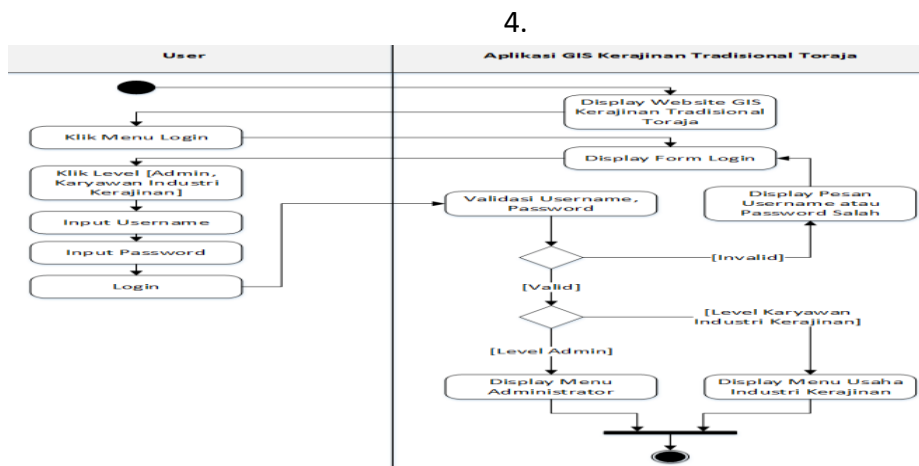 4.
User
Aplikasi GIS Kerajinan Tradisional Toraja
Display Website GIS
Kerajinan Tradisional
Toraja
Klik Menu Login
Display Form Login
Klik Level [Admin,
Karyawan Industri
Kerajinan]
Input Username
Input Password
Login
Validasi Username,
Password
Display Pesan
Username atau
Password Salah
[Invalid]
[Valid]
[Level Karyawan
Industri Kerajinan]
[Level Admin]
Display Menu
Administrator
Display Menu Usaha
Industri Kerajinan